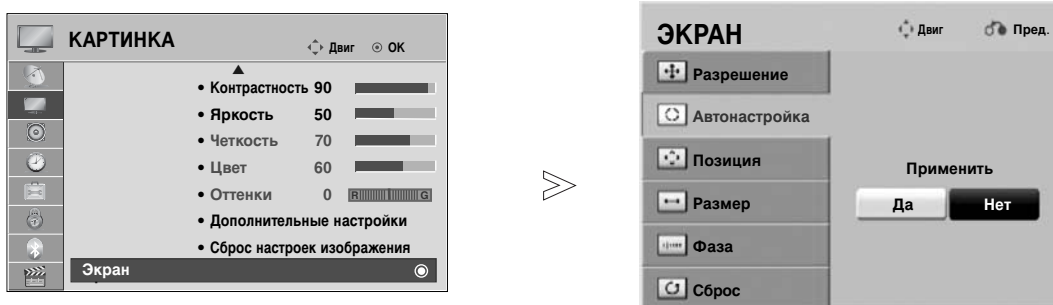 КАРТИНКА
Двиг
ОК
• Контрастность 90
• Яркость 50
• Четкость 70
• Цвет 60
• Оттенки 0 R G
• Дополнительные настройки
• Сброс настроек изображения
Экран
ЭКРАН
Двиг
Пред.
Разрешение
Автонастройка
Позиция
Размер
Фаза
Сброс
Применить
Да Нет